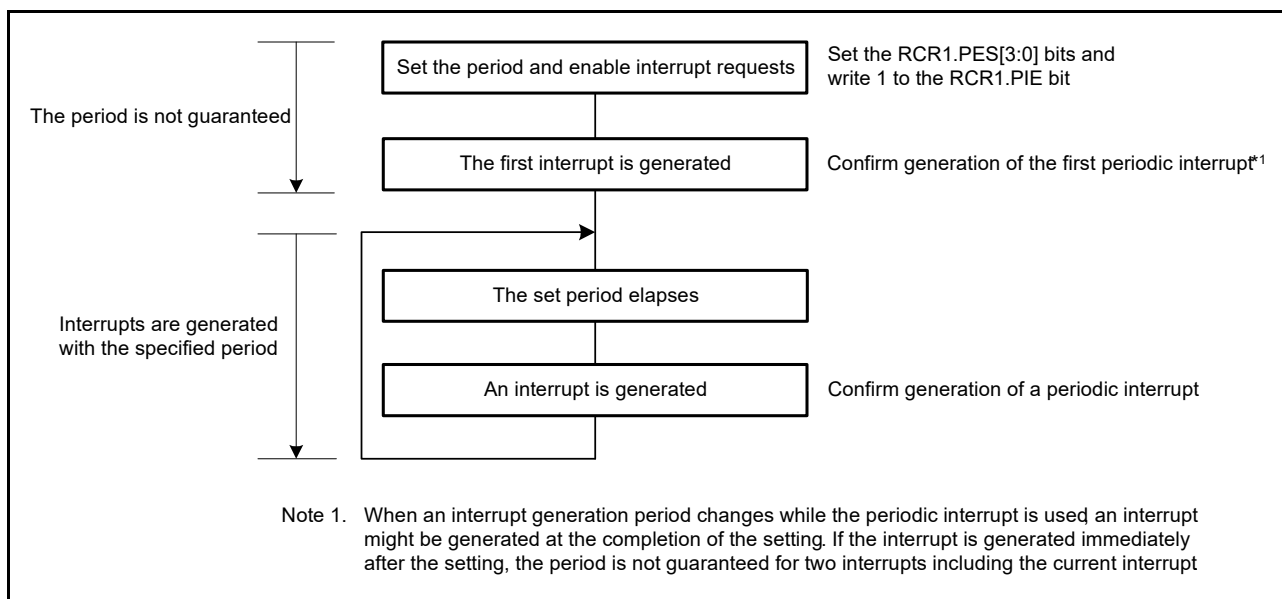 Set the period and enable interrupt requests
Set the RCR1.PES[3:0] bits and
write 1 to the RCR1.PIE bit
The period is not guaranteed
The first interrupt is generated
Confirm generation of the first periodic interrupt*1
The set period elapses
Interrupts are generated
with the specified period
An interrupt is generated
Confirm generation of a periodic interrupt
Note 1. When an interrupt generation period changes while the periodic interrupt is used, an interrupt
might be generated at the completion of the setting. If the interrupt is generated immediately
after the setting, the period is not guaranteed for two interrupts including the current interrupt